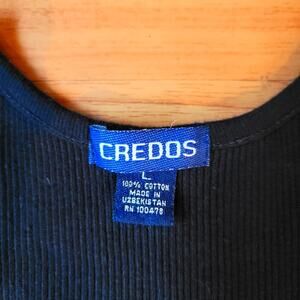 CREDOS
L
100% COTTON
MADE IN
UZBEKISTAN
RN 100478